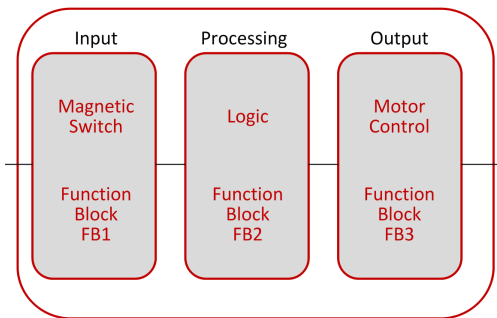 Input
Processing
Output
Magnetic
Switch
Logic
Motor
Control
Function
Block
FB1
Function
Block
FB2
Function
Block
FB3